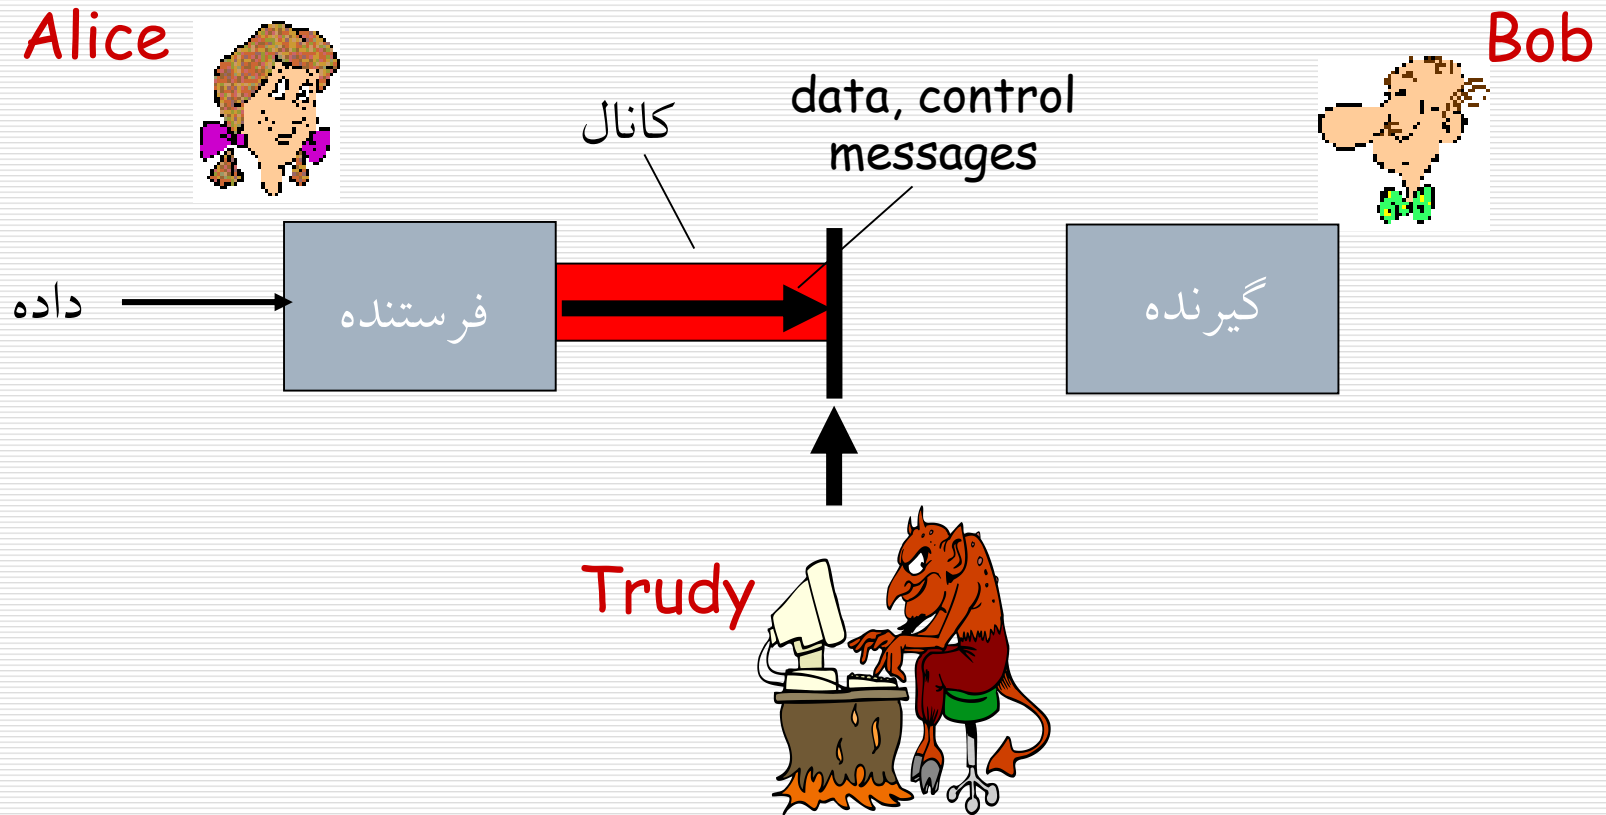 Alice
Bob
کانال
data, control
messages
داده
فرستنده
گیرنده
Trudy